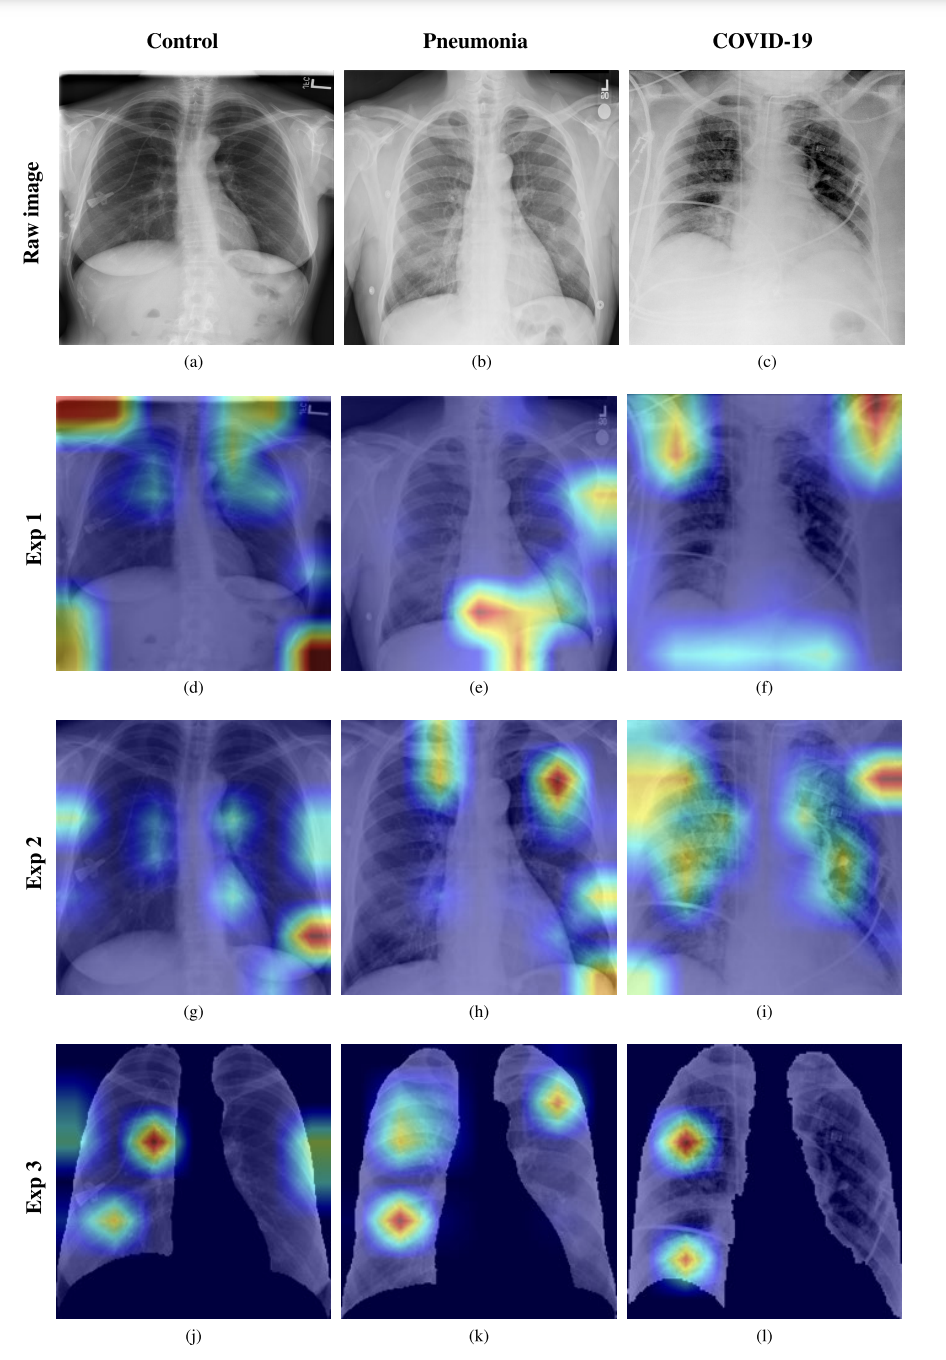 Control Pneumonia COVID-19
Raw image
(a) (b) (c)
Exp 1
(d) (e) (f)
Exp 2
(g) (h) (i)
Exp 3
(j) (k) (l)